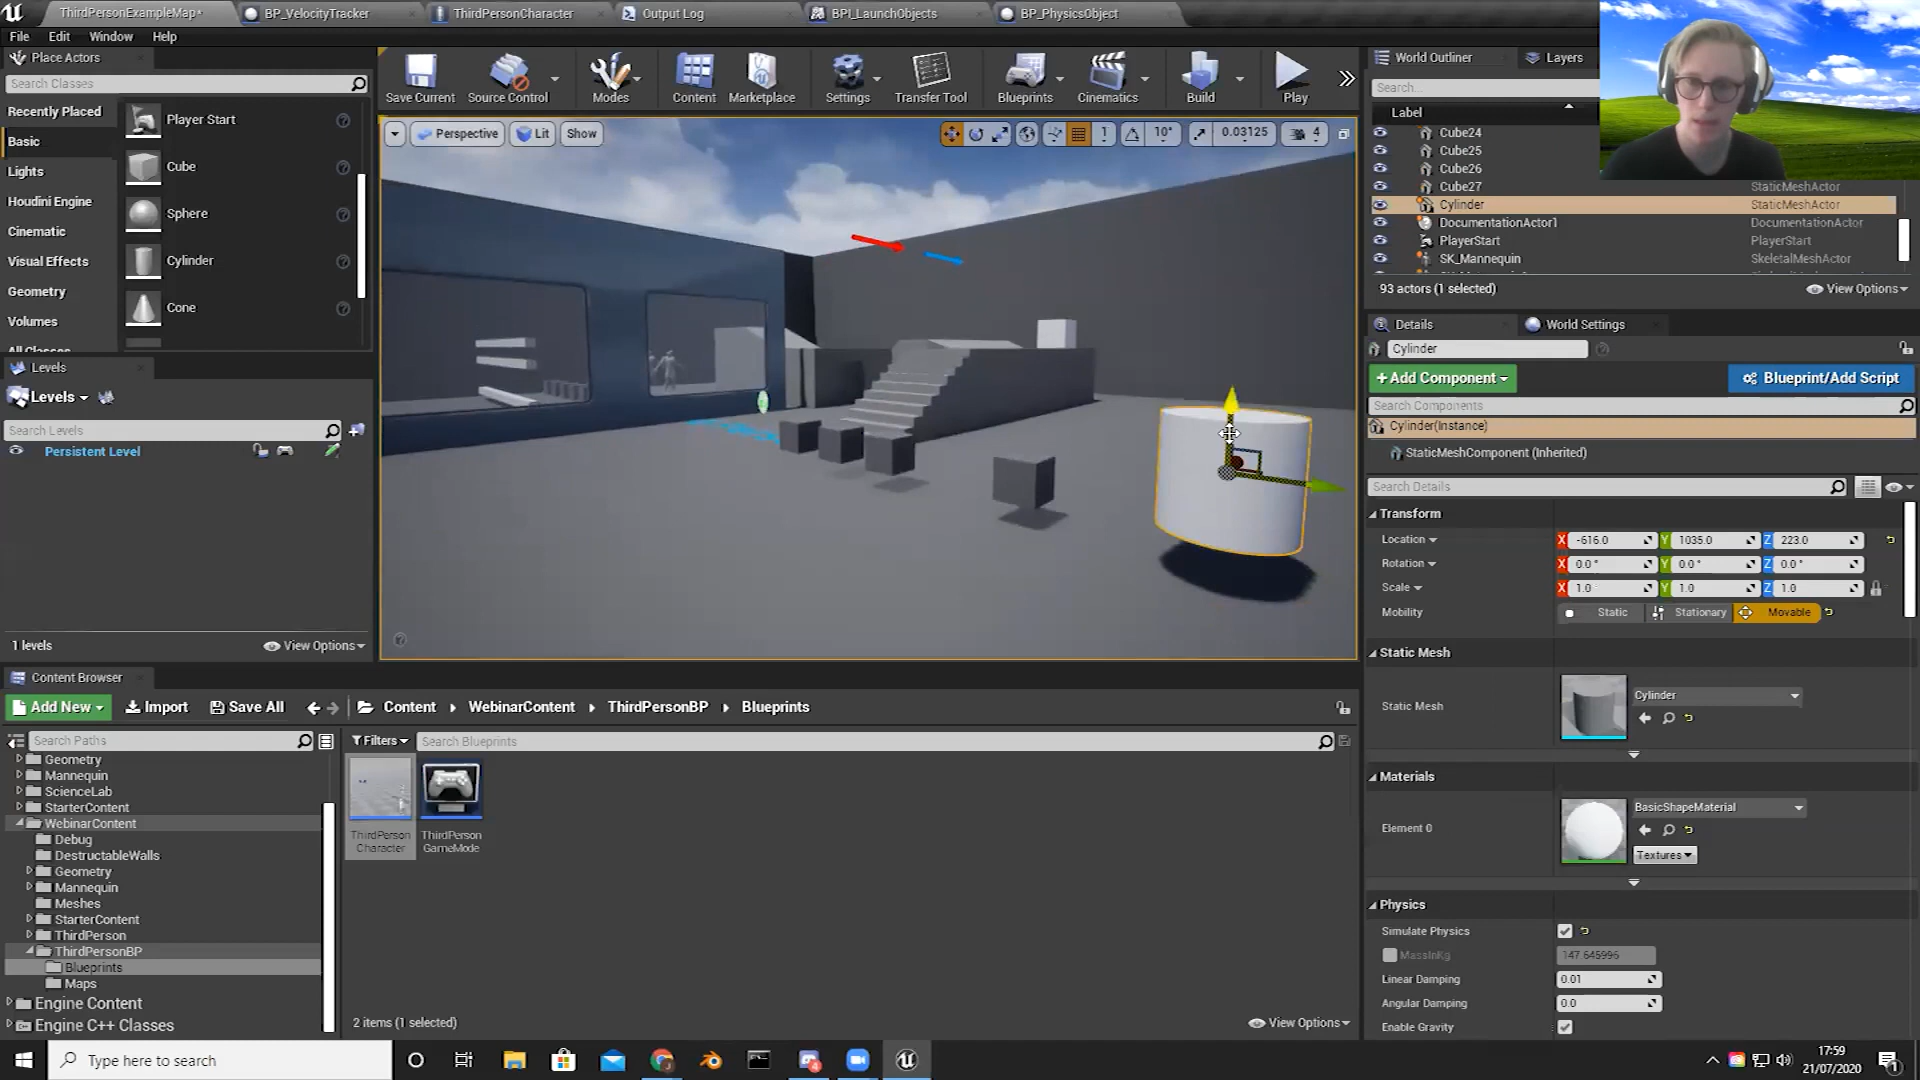 ThirdPersonExampleMap*
BP_VelocityTracker
ThirdPersonCharacter
Output Log
BPI_LaunchObjects
BP_PhysicsObject
File Edit Window Help
Place Actors
Search Classes
Recently Placed
Basic
Lights
Houdini Engine
Cinematic
Visual Effects
Geometry
Volumes
All Classes
Player Start
Cube
Sphere
Cylinder
Cone
Levels
Levels
Search Levels
Persistent Level
1 levels
View Options
Save Current
Source Control
Modes
Content
Marketplace
Settings
Transfer Tool
Blueprints
Cinematics
Build
Play
Perspective
Lit
Show
1
10°
0.03125
4
World Outliner
Layers
Search...
Label
Cube24
Cube25
Cube26
Cube27 StaticMeshActor
Cylinder StaticMeshActor
DocumentationActor1 DocumentationActor
PlayerStart PlayerStart
SK_Mannequin SkeletalMeshActor
93 actors (1 selected)
View Options
Details
World Settings
Cylinder
+Add Component
Blueprint/Add Script
Search Components
Cylinder(Instance)
StaticMeshComponent (Inherited)
Search Details
Transform
Location X -616.0 Y 1035.0 Z 223.0
Rotation X 0.0° Y 0.0° Z 0.0°
Scale X 1.0 Y 1.0 Z 1.0
Mobility Static Stationary Movable
Static Mesh
Static Mesh
Cylinder
Materials
Element 0
BasicShapeMaterial
Textures
Physics
Simulate Physics
MassInKg 147.645996
Linear Damping 0.01
Angular Damping 0.0
Enable Gravity
Content Browser
Add New
Import
Save All
Content
WebinarContent
ThirdPersonBP
Blueprints
Search Paths
Filters
Search Blueprints
Geometry
Mannequin
ScienceLab
StarterContent
WebinarContent
Debug
DestructableWalls
Geometry
Mannequin
Meshes
StarterContent
ThirdPerson
ThirdPersonBP
Blueprints
Maps
Engine Content
Engine C++ Classes
ThirdPerson
Character
ThirdPerson
GameMode
2 items (1 selected)
View Options
Type here to search
17:59
21/07/2020